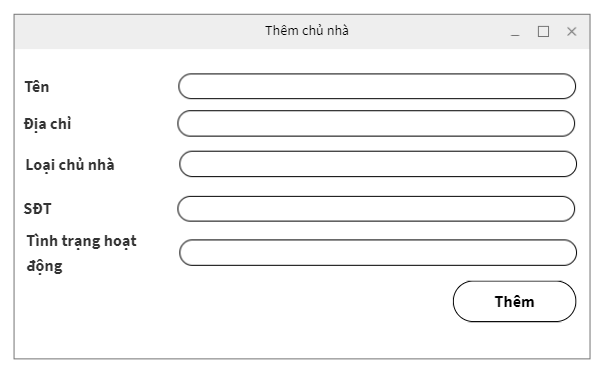 Thêm chủ nhà
Tên
Địa chỉ
Loại chủ nhà
SĐT
Tình trạng hoạt
động
Thêm